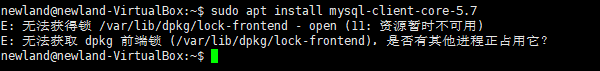 newland@newland-VirtualBox:~$ sudo apt install mysql-client-core-5.7
E: 无法获得锁 /var/lib/dpkg/lock-frontend - open (11: 资源暂时不可用)
E: 无法获取 dpkg 前端锁 (/var/lib/dpkg/lock-frontend)，是否有其他进程正占用它？
newland@newland-VirtualBox:~$